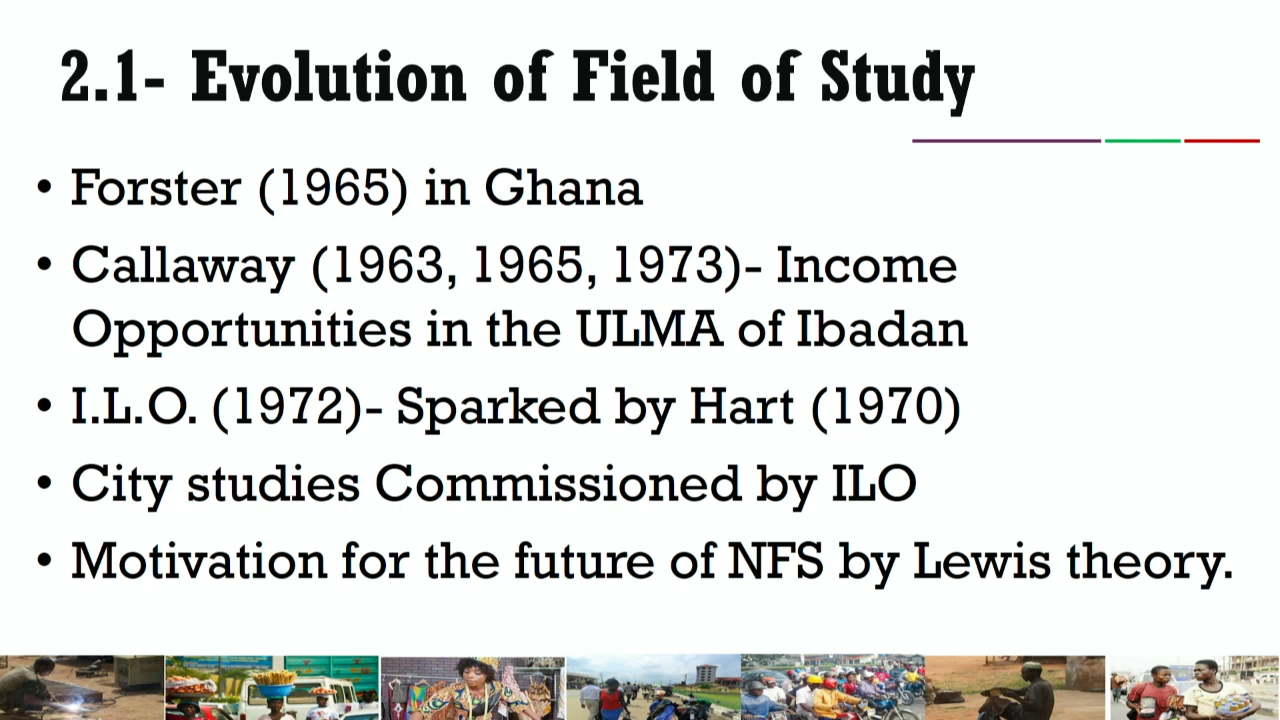 2.1- Evolution of Field of Study
• Forster (1965) in Ghana
• Callaway (1963, 1965, 1973)- Income
Opportunities in the ULMA of Ibadan
• I.L.O. (1972)- Sparked by Hart (1970)
• City studies Commissioned by ILO
• Motivation for the future of NFS by Lewis theory.